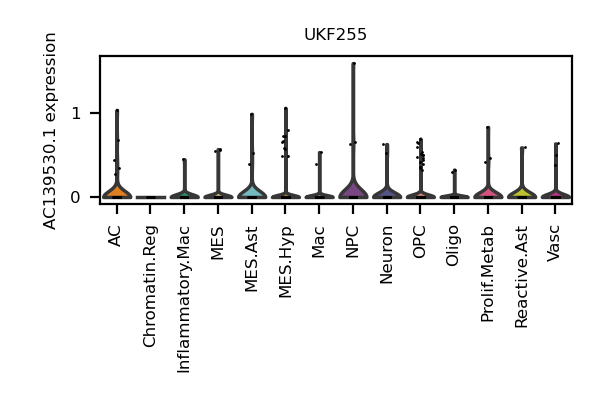 UKF255
AC139530.1 expression
1
0
AC
Chromatin.Reg
Inflammatory.Mac
MES
MES.Ast
MES.Hyp
Mac
NPC
Neuron
OPC
Oligo
Prolif.Metab
Reactive.Ast
Vasc